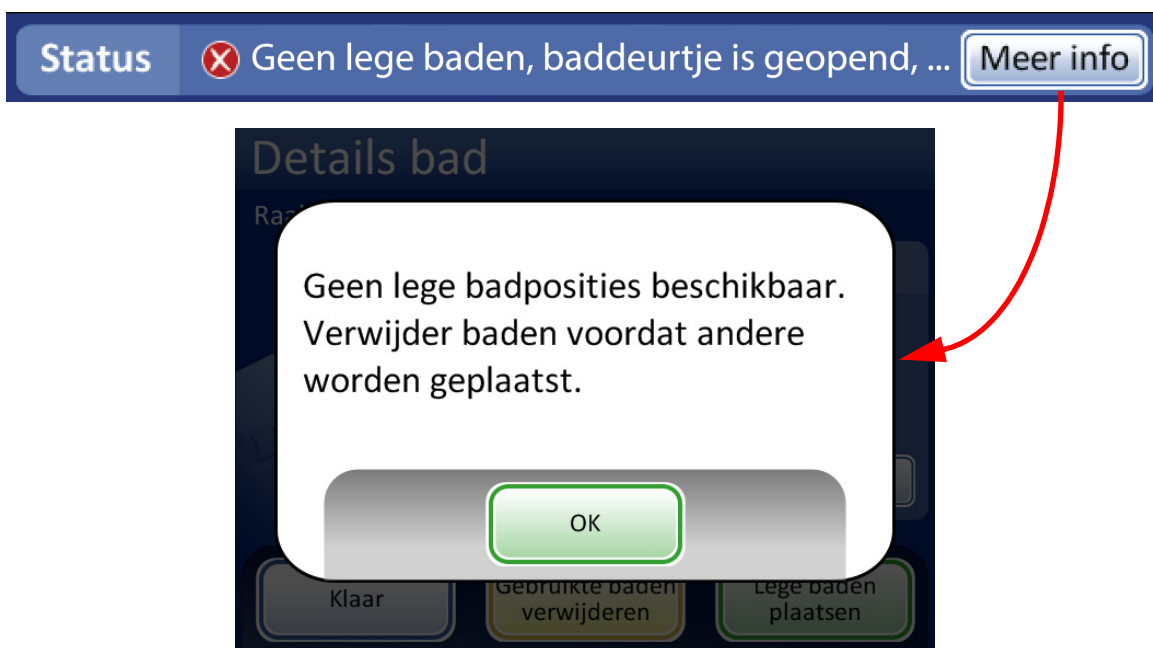 Status Geen lege baden, baddeurtje is geopend, ... Meer info
Details bad
Geen lege badposities beschikbaar.
Verwijder baden voordat andere
worden geplaatst.
OK
Klaar
Gebruikte baden
verwijderen
Lege baden
plaatsen